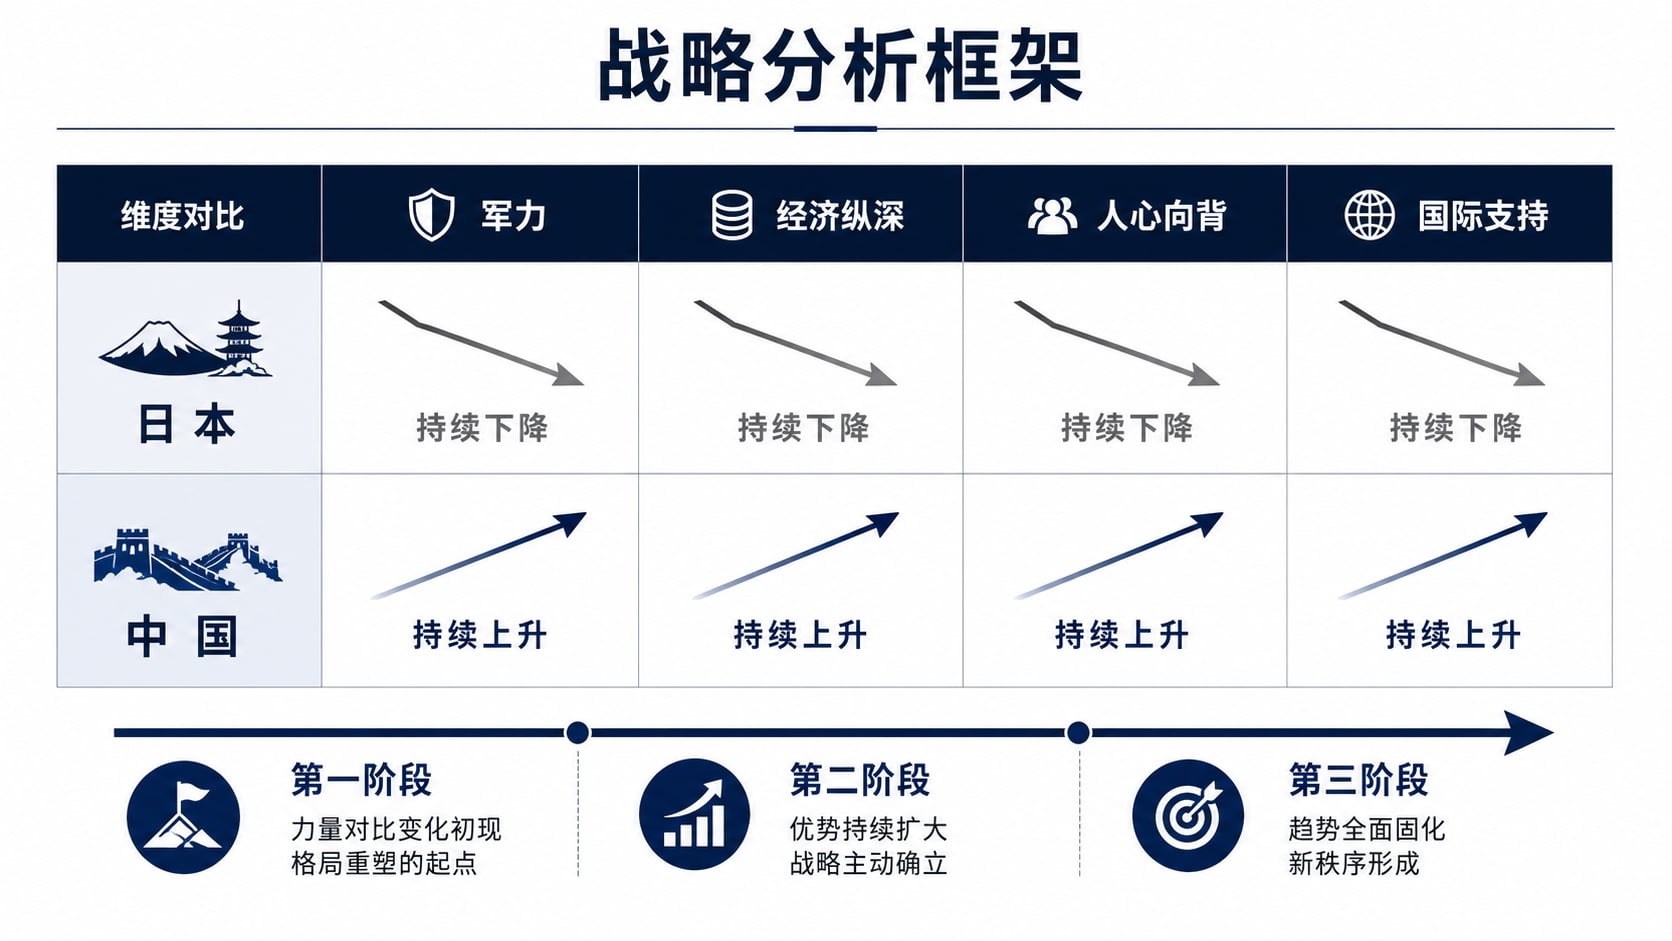 战略分析框架
维度对比
军力
经济纵深
人心向背
国际支持
日本
持续下降
持续下降
持续下降
持续下降
中国
持续上升
持续上升
持续上升
持续上升
第一阶段
力量对比变化初现
格局重塑的起点
第二阶段
优势持续扩大
战略主动确立
第三阶段
趋势全面固化
新秩序形成